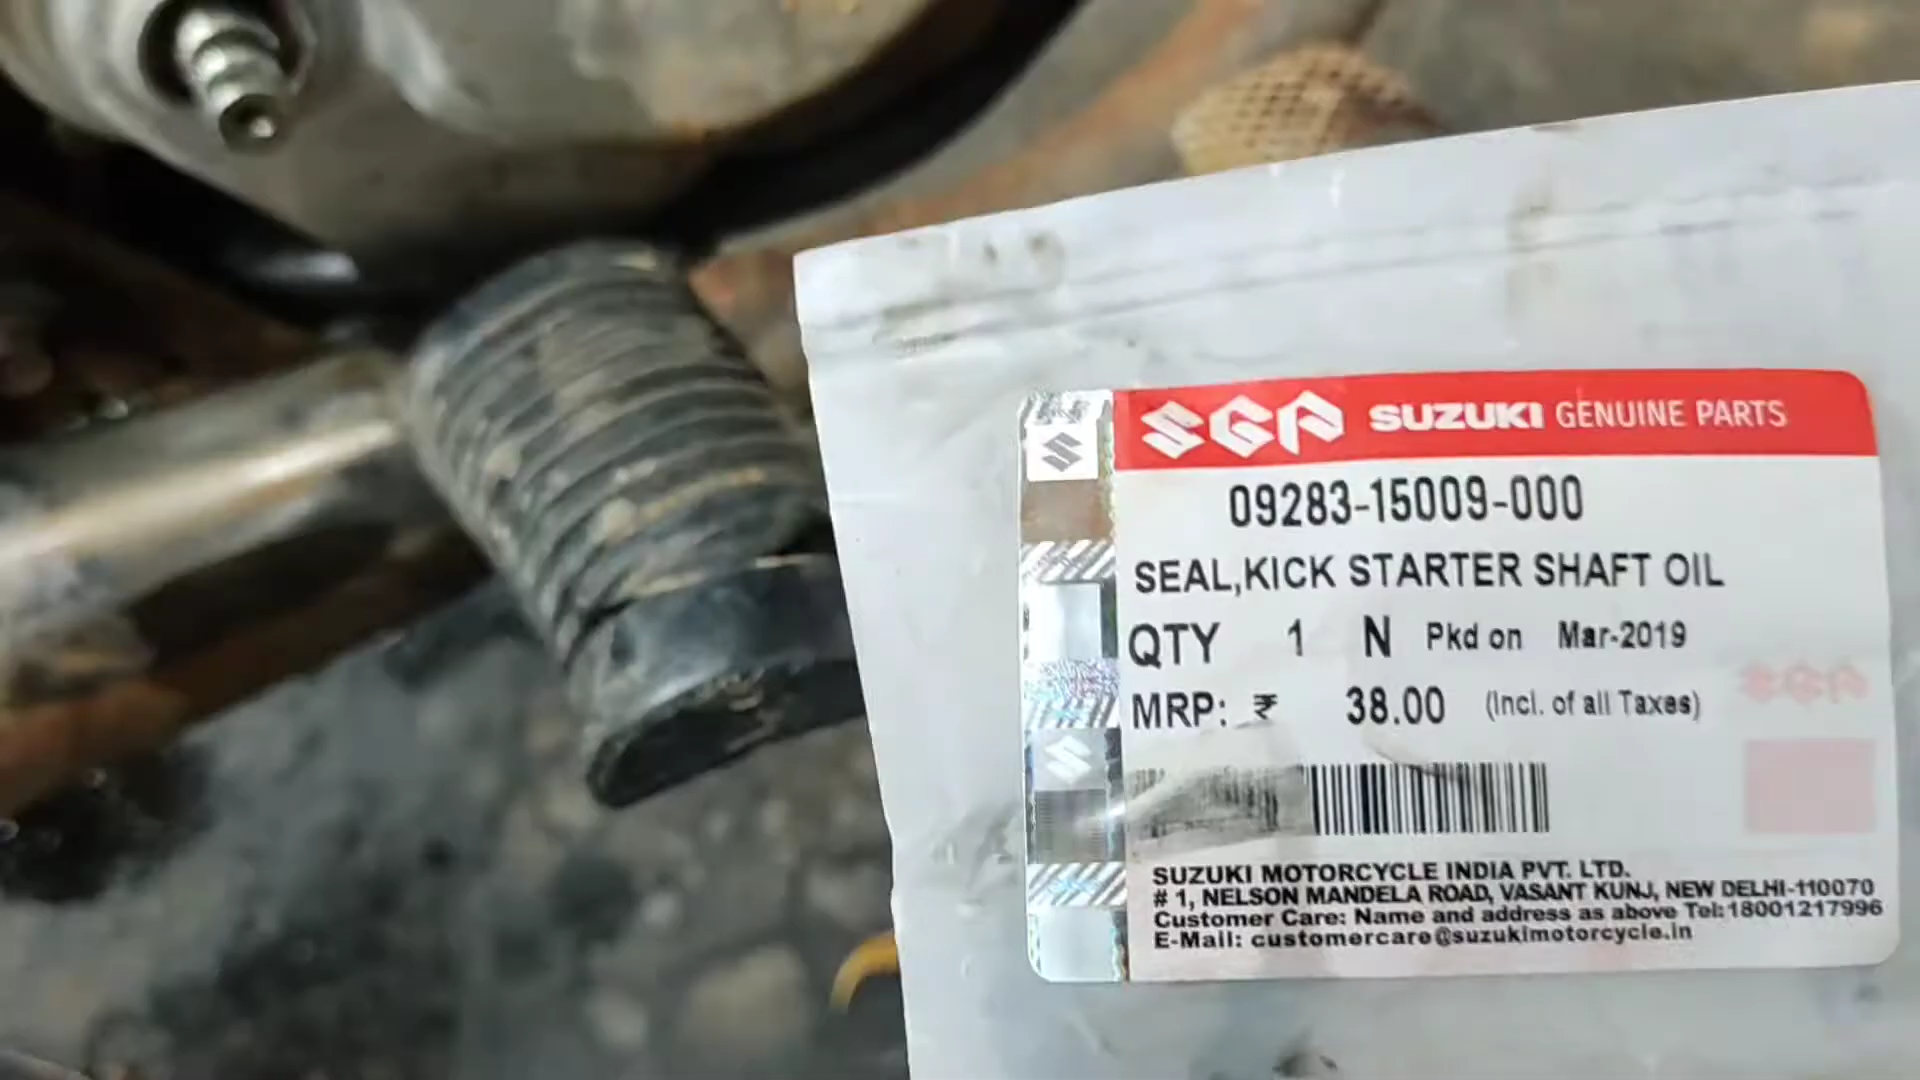 SGP SUZUKI GENUINE PARTS
09283-15009-000
SEAL,KICK STARTER SHAFT OIL
QTY 1 N Pkd on Mar-2019
MRP: ₹ 38.00 (Incl. of all Taxes)
SGP
SUZUKI MOTORCYCLE INDIA PVT. LTD.
# 1, NELSON MANDELA ROAD, VASANT KUNJ, NEW DELHI-110070
Customer Care: Name and address as above Tel:18001217996
E-Mail: customercare@suzukimotorcycle.in